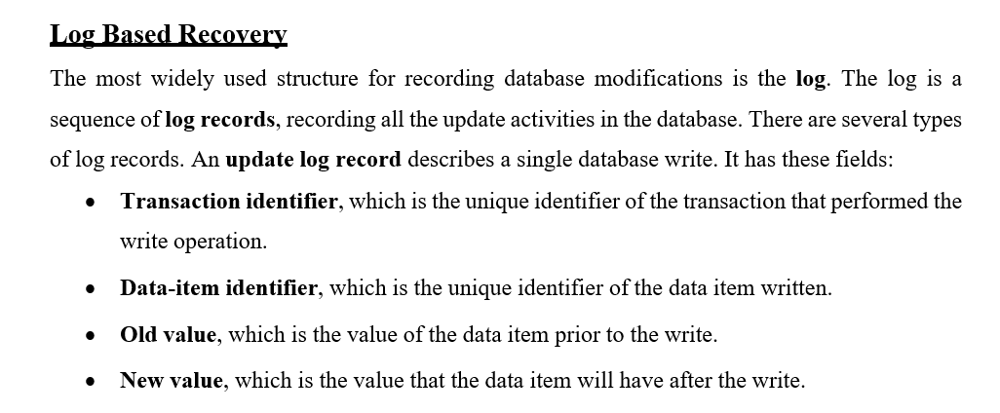 Log Based Recovery
The most widely used structure for recording database modifications is the log. The log is a
sequence of log records, recording all the update activities in the database. There are several types
of log records. An update log record describes a single database write. It has these fields:
• Transaction identifier, which is the unique identifier of the transaction that performed the
write operation.
• Data-item identifier, which is the unique identifier of the data item written.
• Old value, which is the value of the data item prior to the write.
• New value, which is the value that the data item will have after the write.